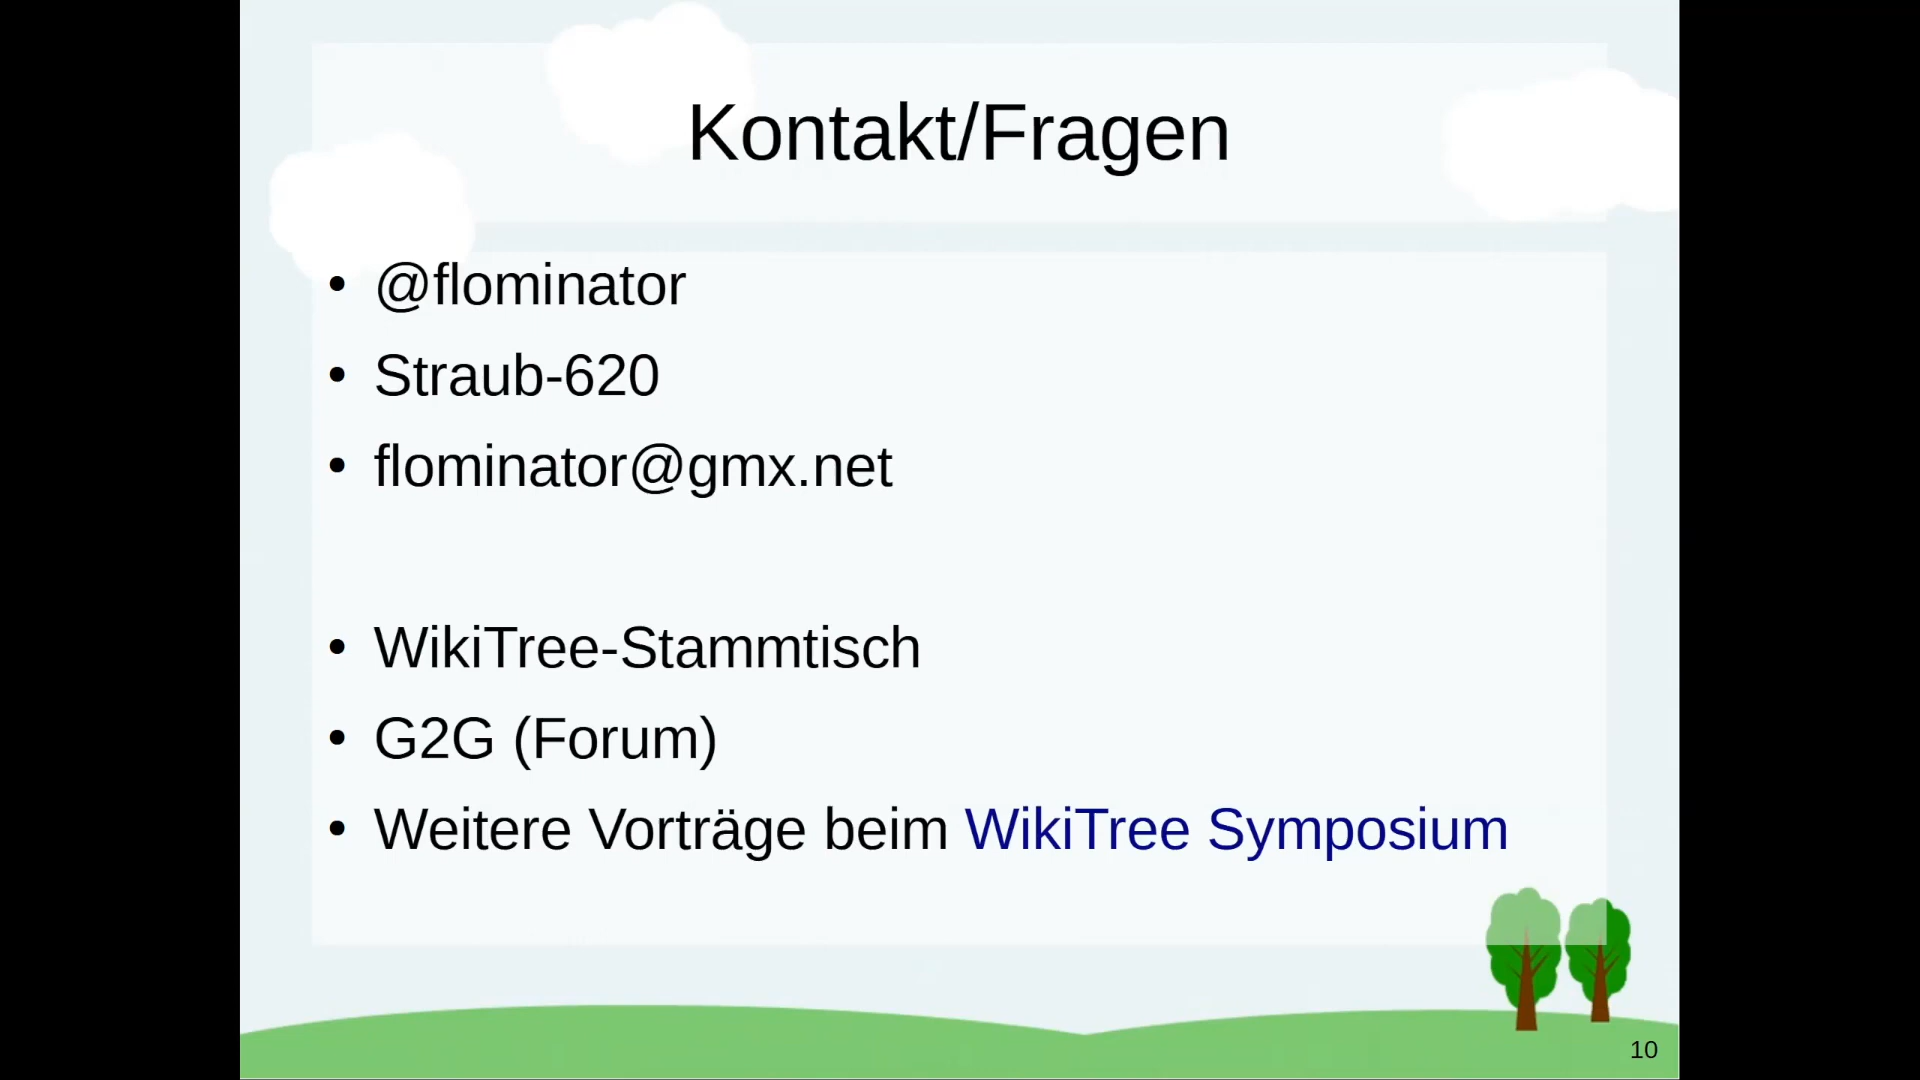 Kontakt/Fragen
• @flominator
• Straub-620
• flominator@gmx.net
• WikiTree-Stammtisch
• G2G (Forum)
• Weitere Vorträge beim WikiTree Symposium
10